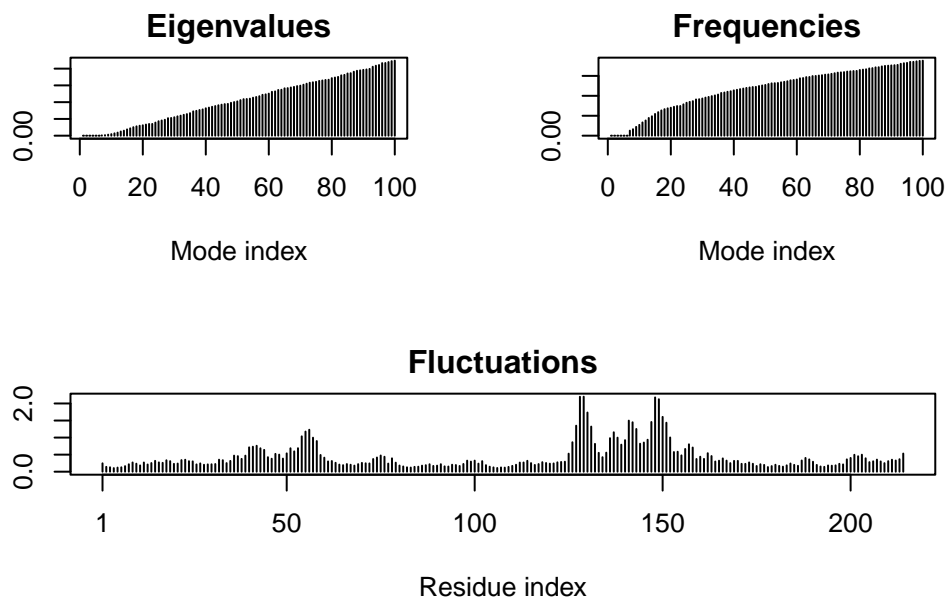 Eigenvalues
0.00
0 20 40 60 80 100
Mode index
Frequencies
0.00
0 20 40 60 80 100
Mode index
Fluctuations
2.0
0.0
1 50 100 150 200
Residue index